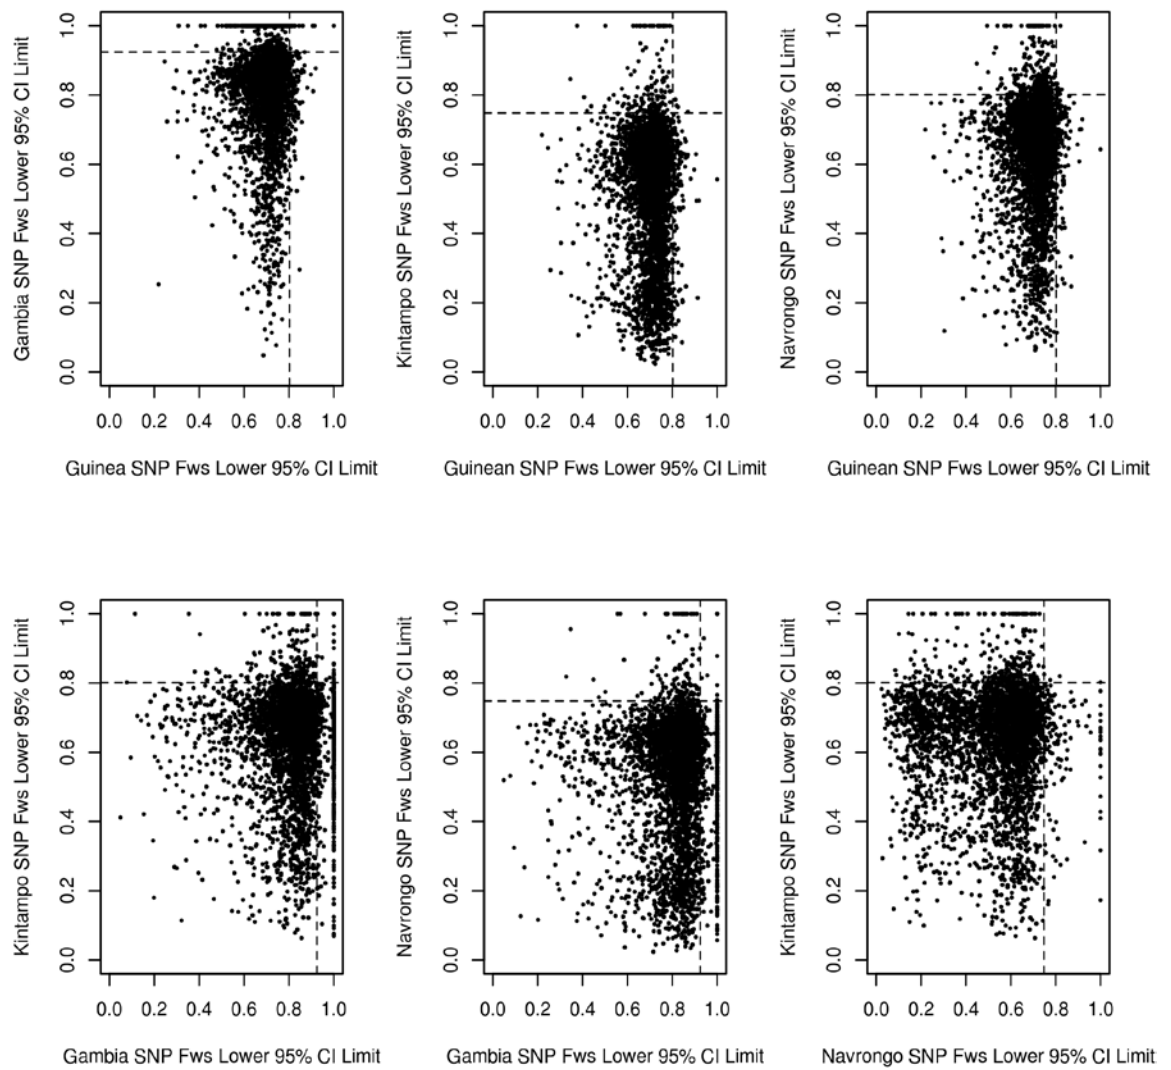 Gambia SNP Fws Lower 95% CI Limit
0.0 0.2 0.4 0.6 0.8 1.0
0.0 0.2 0.4 0.6 0.8 1.0
Guinea SNP Fws Lower 95% CI Limit
Kintampo SNP Fws Lower 95% CI Limit
0.0 0.2 0.4 0.6 0.8 1.0
0.0 0.2 0.4 0.6 0.8 1.0
Guinean SNP Fws Lower 95% CI Limit
Navrongo SNP Fws Lower 95% CI Limit
0.0 0.2 0.4 0.6 0.8 1.0
0.0 0.2 0.4 0.6 0.8 1.0
Guinean SNP Fws Lower 95% CI Limit
Kintampo SNP Fws Lower 95% CI Limit
0.0 0.2 0.4 0.6 0.8 1.0
0.0 0.2 0.4 0.6 0.8 1.0
Gambia SNP Fws Lower 95% CI Limit
Navrongo SNP Fws Lower 95% CI Limit
0.0 0.2 0.4 0.6 0.8 1.0
0.0 0.2 0.4 0.6 0.8 1.0
Gambia SNP Fws Lower 95% CI Limit
Kintampo SNP Fws Lower 95% CI Limit
0.0 0.2 0.4 0.6 0.8 1.0
0.0 0.2 0.4 0.6 0.8 1.0
Navrongo SNP Fws Lower 95% CI Limit